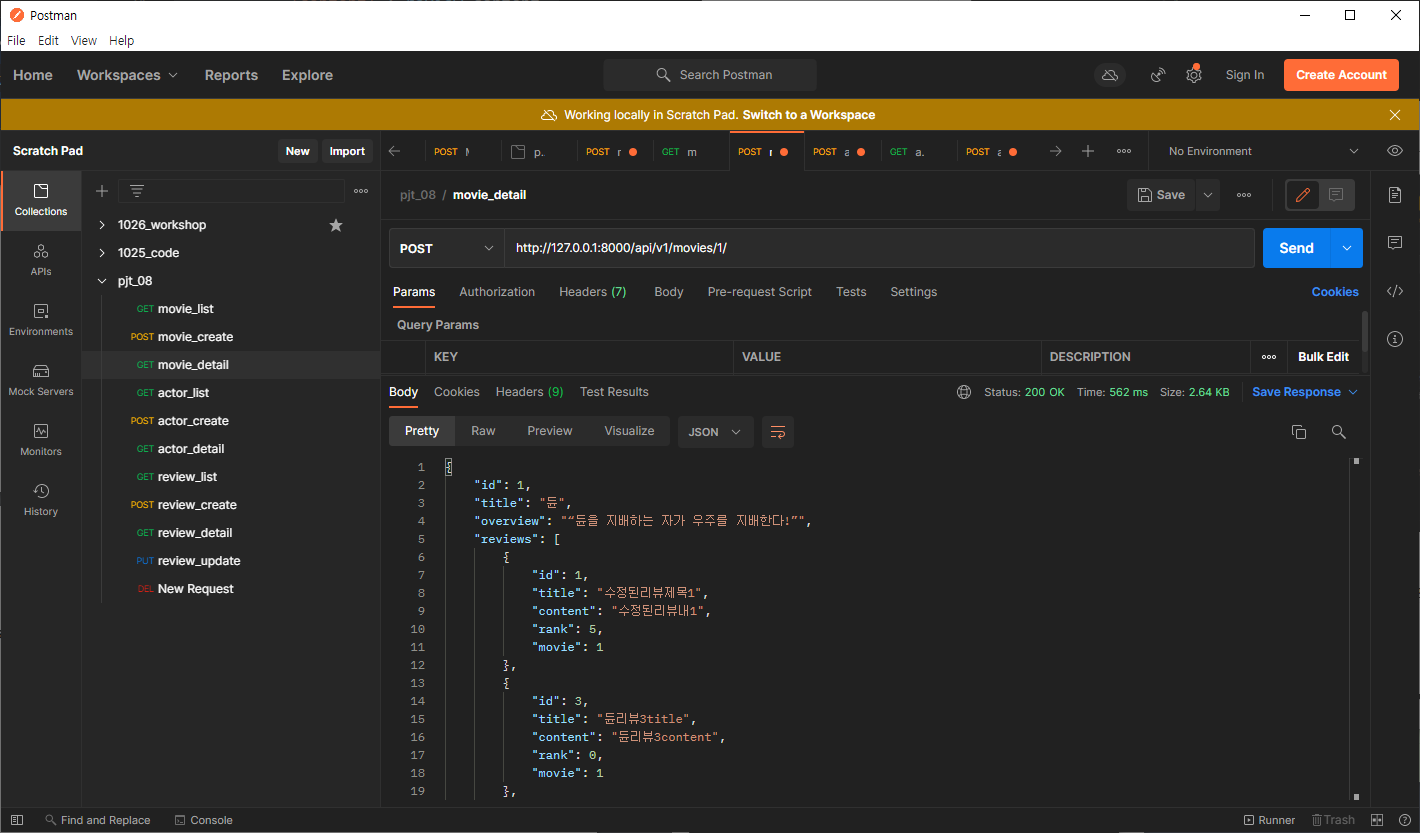 Postman
File Edit View Help
Home Workspaces Reports Explore Search Postman Sign In Create Account
Working locally in Scratch Pad. Switch to a Workspace
Scratch Pad New Import
POST p.. POST GET m POST POST a GET a. POST a No Environment
Collections
APIs
Environments
Mock Servers
Monitors
History
1026_workshop
1025_code
pjt_08
GET movie_list
POST movie_create
GET movie_detail
GET actor_list
POST actor_create
GET actor_detail
GET review_list
POST review_create
GET review_detail
PUT review_update
DEL New Request
pjt_08 / movie_detail Save
POST http://127.0.0.1:8000/api/v1/movies/1/ Send
Params Authorization Headers (7) Body Pre-request Script Tests Settings Cookies
Query Params
KEY VALUE DESCRIPTION Bulk Edit
Body Cookies Headers (9) Test Results Status: 200 OK Time: 562 ms Size: 2.64 KB Save Response
Pretty Raw Preview Visualize JSON
1 {
2 "id": 1,
3 "title": "듄",
4 "overview": "“듄을 지배하는 자가 우주를 지배한다!”",
5 "reviews": [
6 {
7 "id": 1,
8 "title": "수정된리뷰제목1",
9 "content": "수정된리뷰내1",
10 "rank": 5,
11 "movie": 1
12 },
13 {
14 "id": 3,
15 "title": "듄리뷰3title",
16 "content": "듄리뷰3content",
17 "rank": 0,
18 "movie": 1
19 },
Find and Replace Console Runner Trash